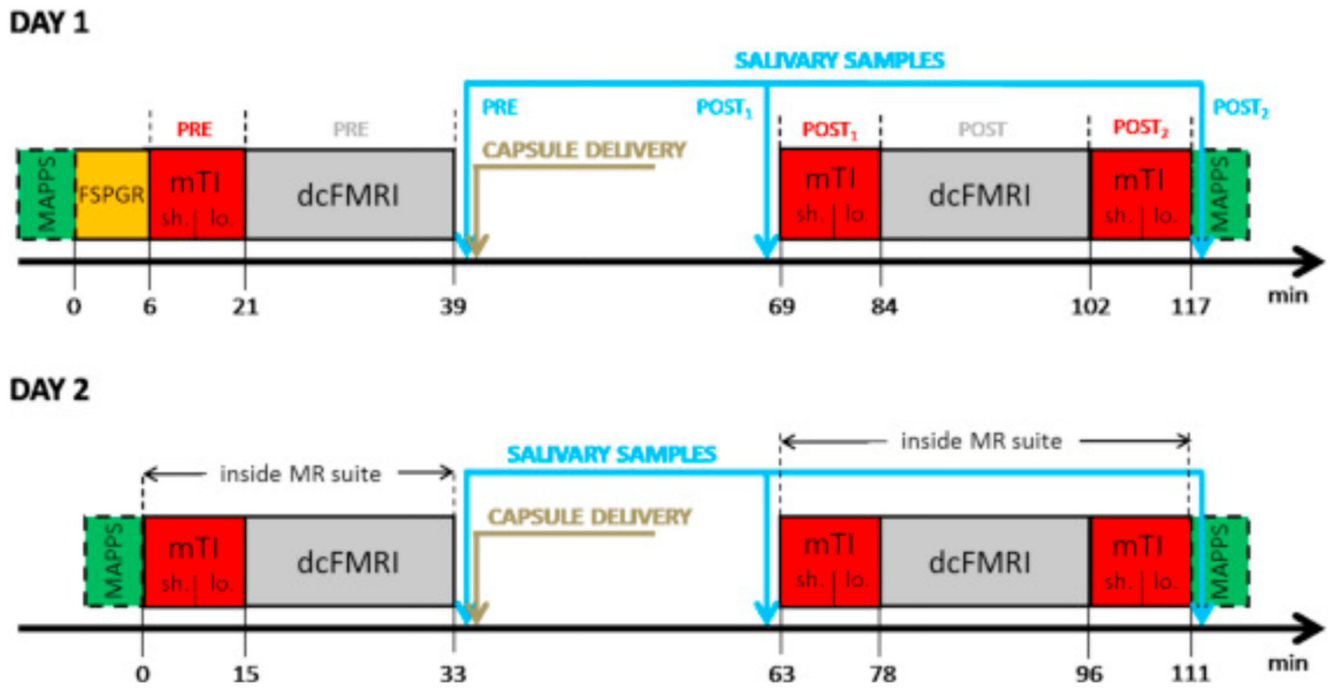 DAY 1
SALIVARY SAMPLES
PRE PRE PRE POST₁ POST₁ POST POST₂ POST₂
CAPSULE DELIVERY
MAPPS FSPGR mTI dcFMRI mTI dcFMRI mTI MAPPS
sh. lo. sh. lo. sh. lo.
0 6 21 39 69 84 102 117 min
DAY 2
inside MR suite SALIVARY SAMPLES inside MR suite
CAPSULE DELIVERY
MAPPS mTI dcFMRI mTI dcFMRI mTI MAPPS
sh. lo. sh. lo. sh. lo.
0 15 33 63 78 96 111 min